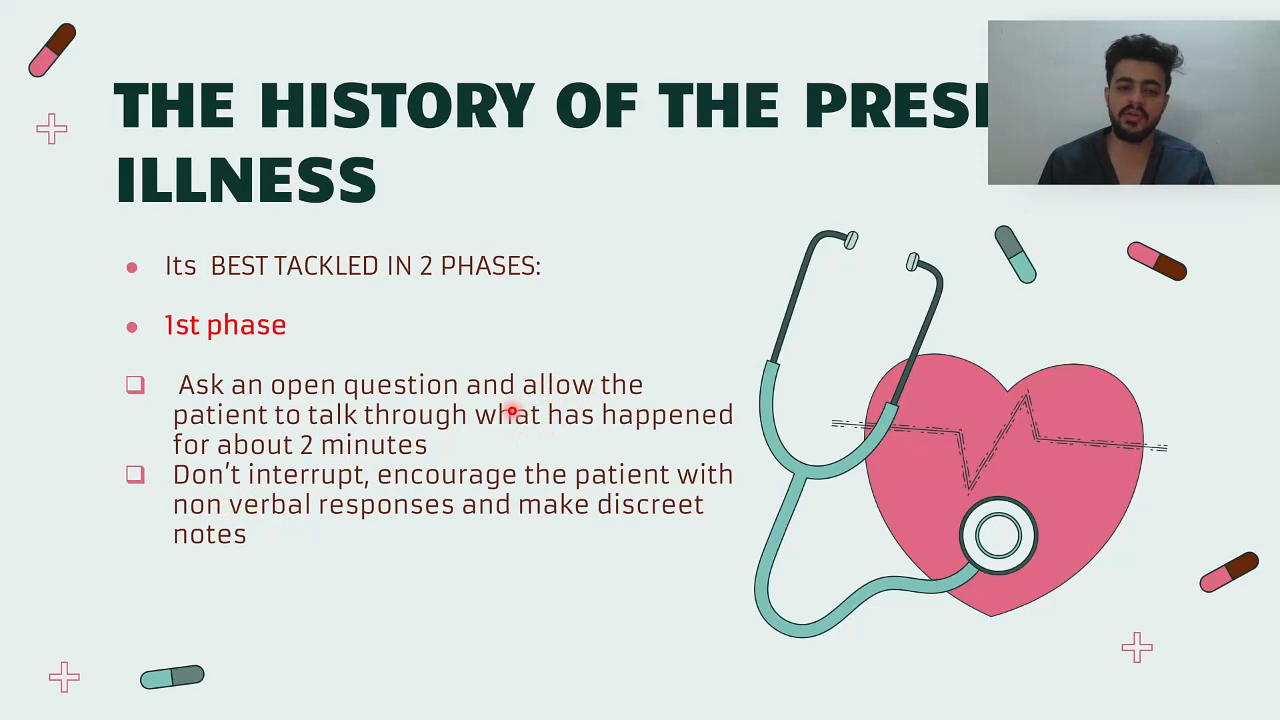 THE HISTORY OF THE
ILLNESS
Its BEST TACKLED IN 2 PHASES:
1st phase
Ask an open question and allow the
patient to talk through what has happened
for about 2 minutes
Don't interrupt, encourage the patient with
non verbal responses and make discreet
notes